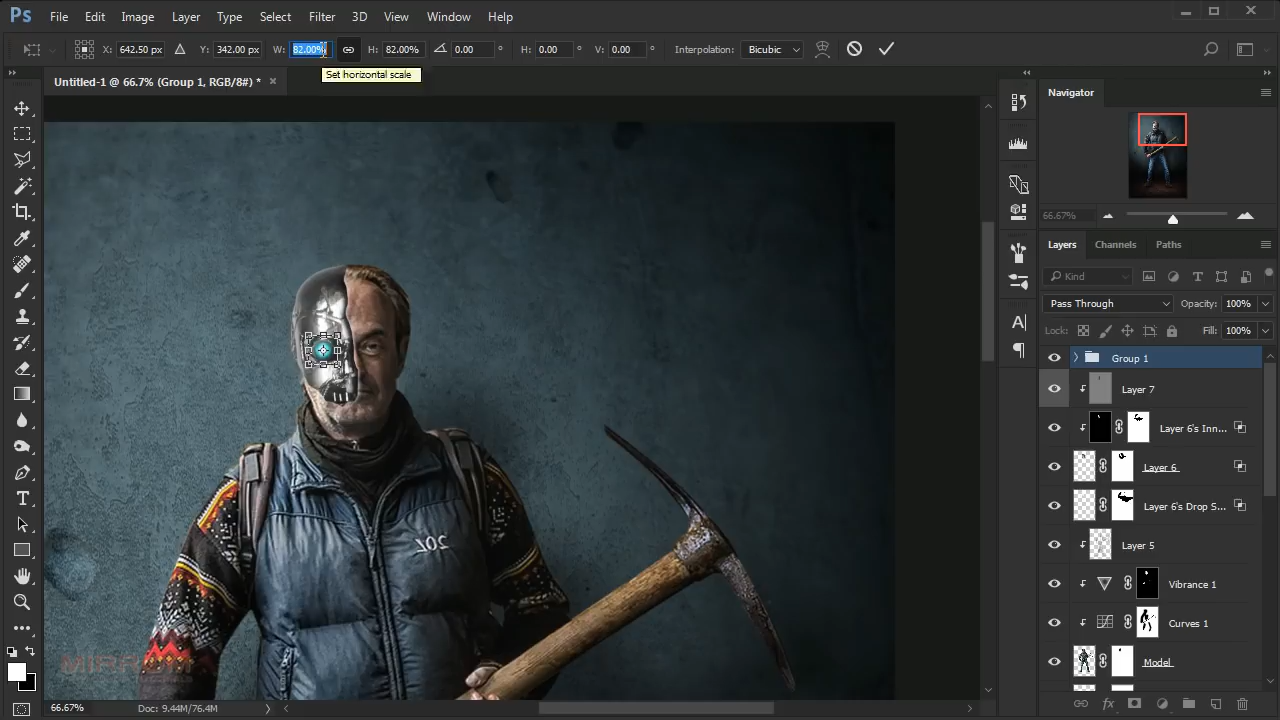 Ps File Edit Image Layer Type Select Filter 3D View Window Help
X: 642.50 px Y: 342.00 px W: 82.00% H: 82.00% 0.00 ° H: 0.00 ° V: 0.00 ° Interpolation: Bicubic
Set horizontal scale
Untitled-1 @ 66.7% (Group 1, RGB/8#) * ×
Navigator
66.67%
Layers Channels Paths
Kind
Pass Through Opacity: 100%
Lock: Fill: 100%
Group 1
Layer 7
Layer 6's Inn...
Layer 6
Layer 6's Drop S...
Layer 5
Vibrance 1
Curves 1
Model
66.67% Doc: 9.44M/76.4M